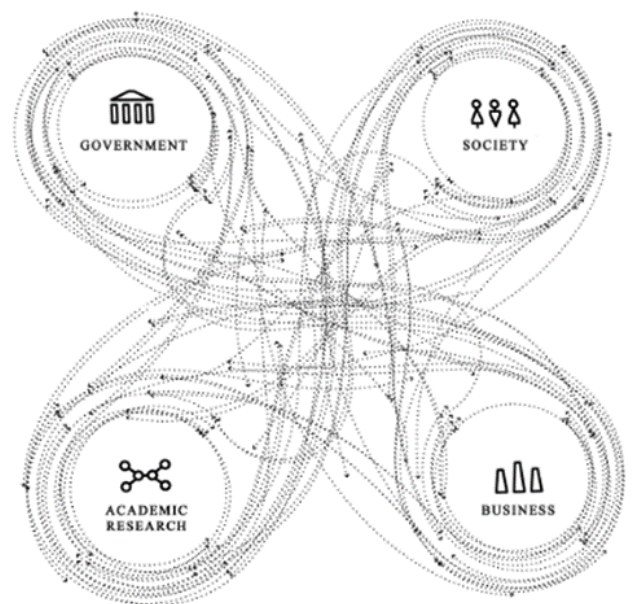 GOVERNMENT
SOCIETY
ACADEMIC
RESEARCH
BUSINESS